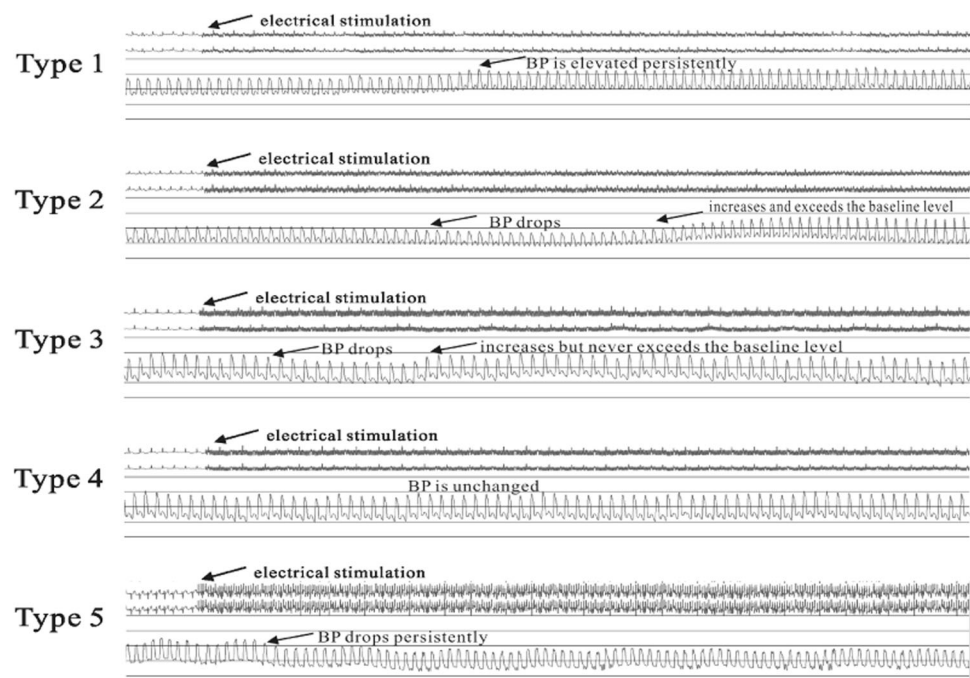 electrical stimulation
Type 1
BP is elevated persistently
electrical stimulation
Type 2
increases and exceeds the baseline level
BP drops
electrical stimulation
Type 3
BP drops
increases but never exceeds the baseline level
electrical stimulation
Type 4
BP is unchanged
electrical stimulation
Type 5
BP drops persistently